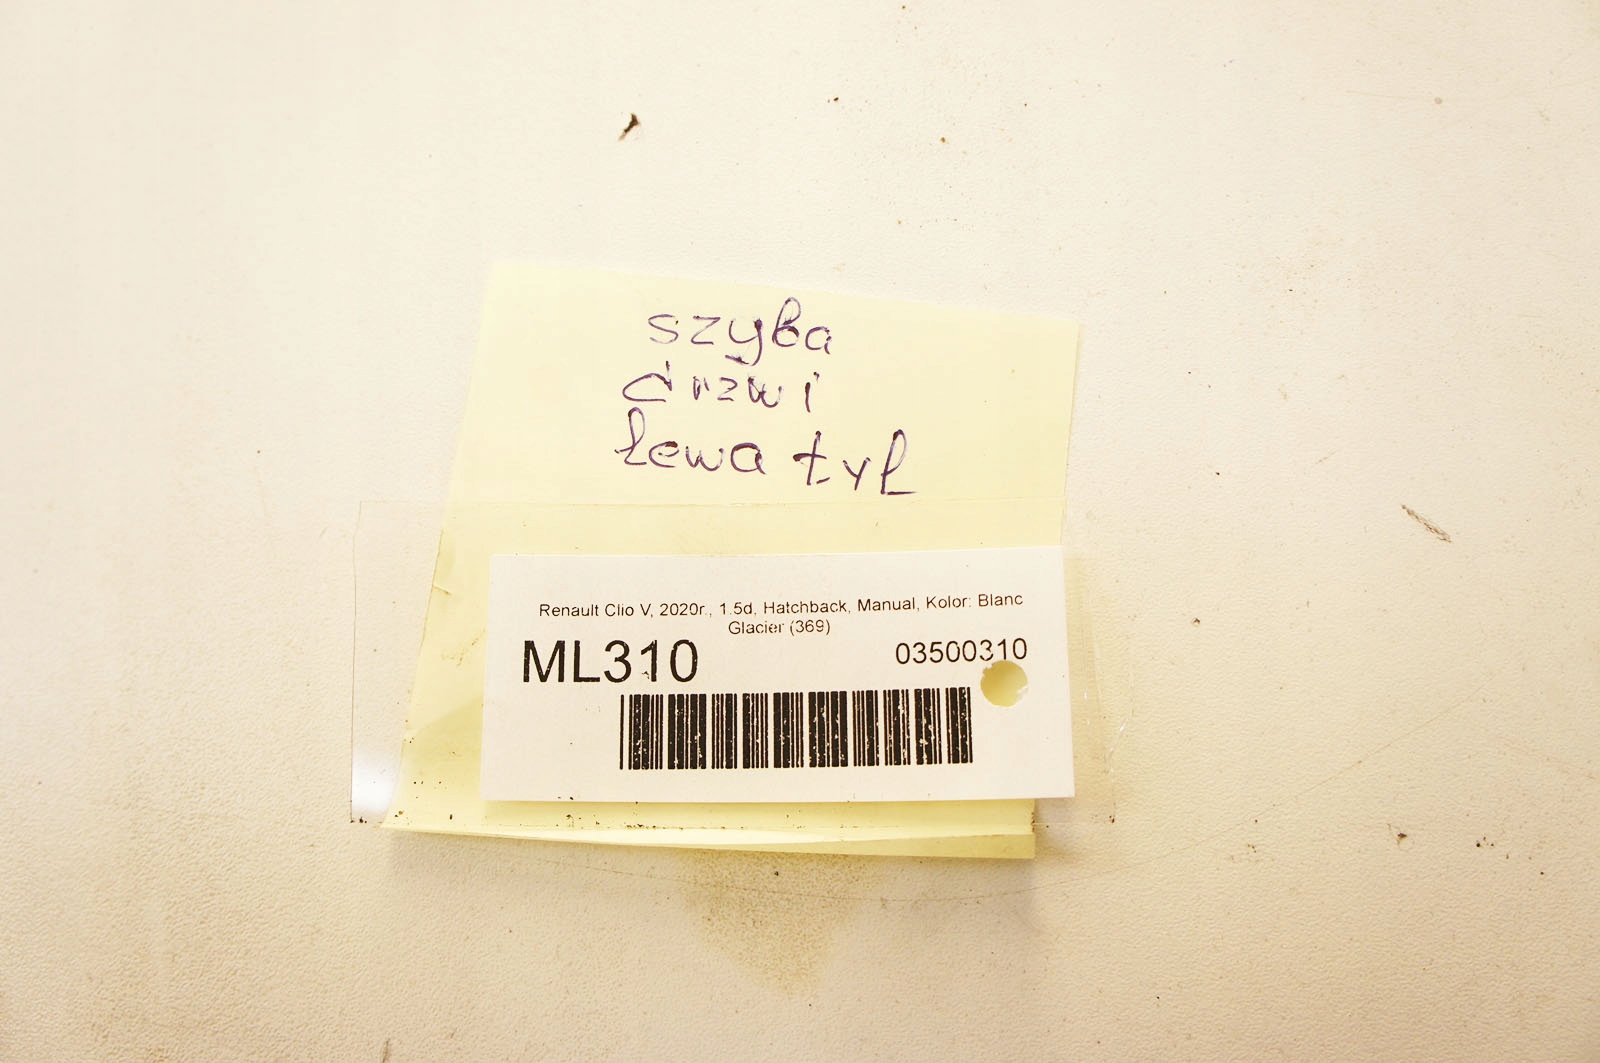 szyba
drzwi
lewa tył
Renault Clio V, 2020r., 1.5d, Hatchback, Manual, Kolor: Blanc
Glacier (369)
ML310
03500310